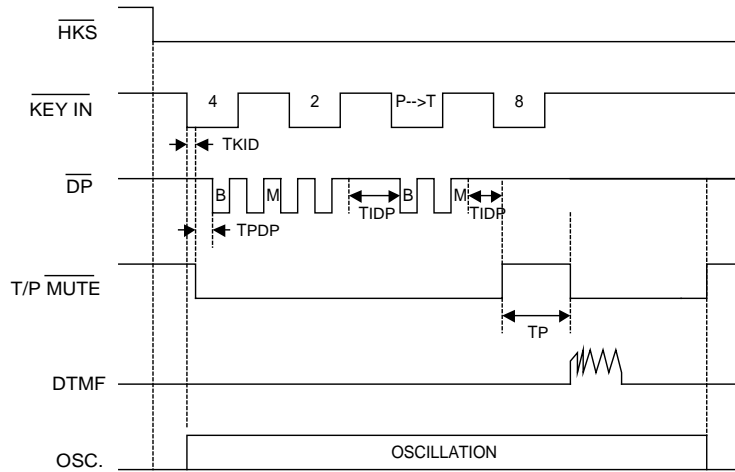 HKS
KEY IN
4 2 P-->T 8
TKID
DP
B M B M
TIDP TIDP
TPDP
T/P MUTE
TP
DTMF
OSCILLATION
OSC.